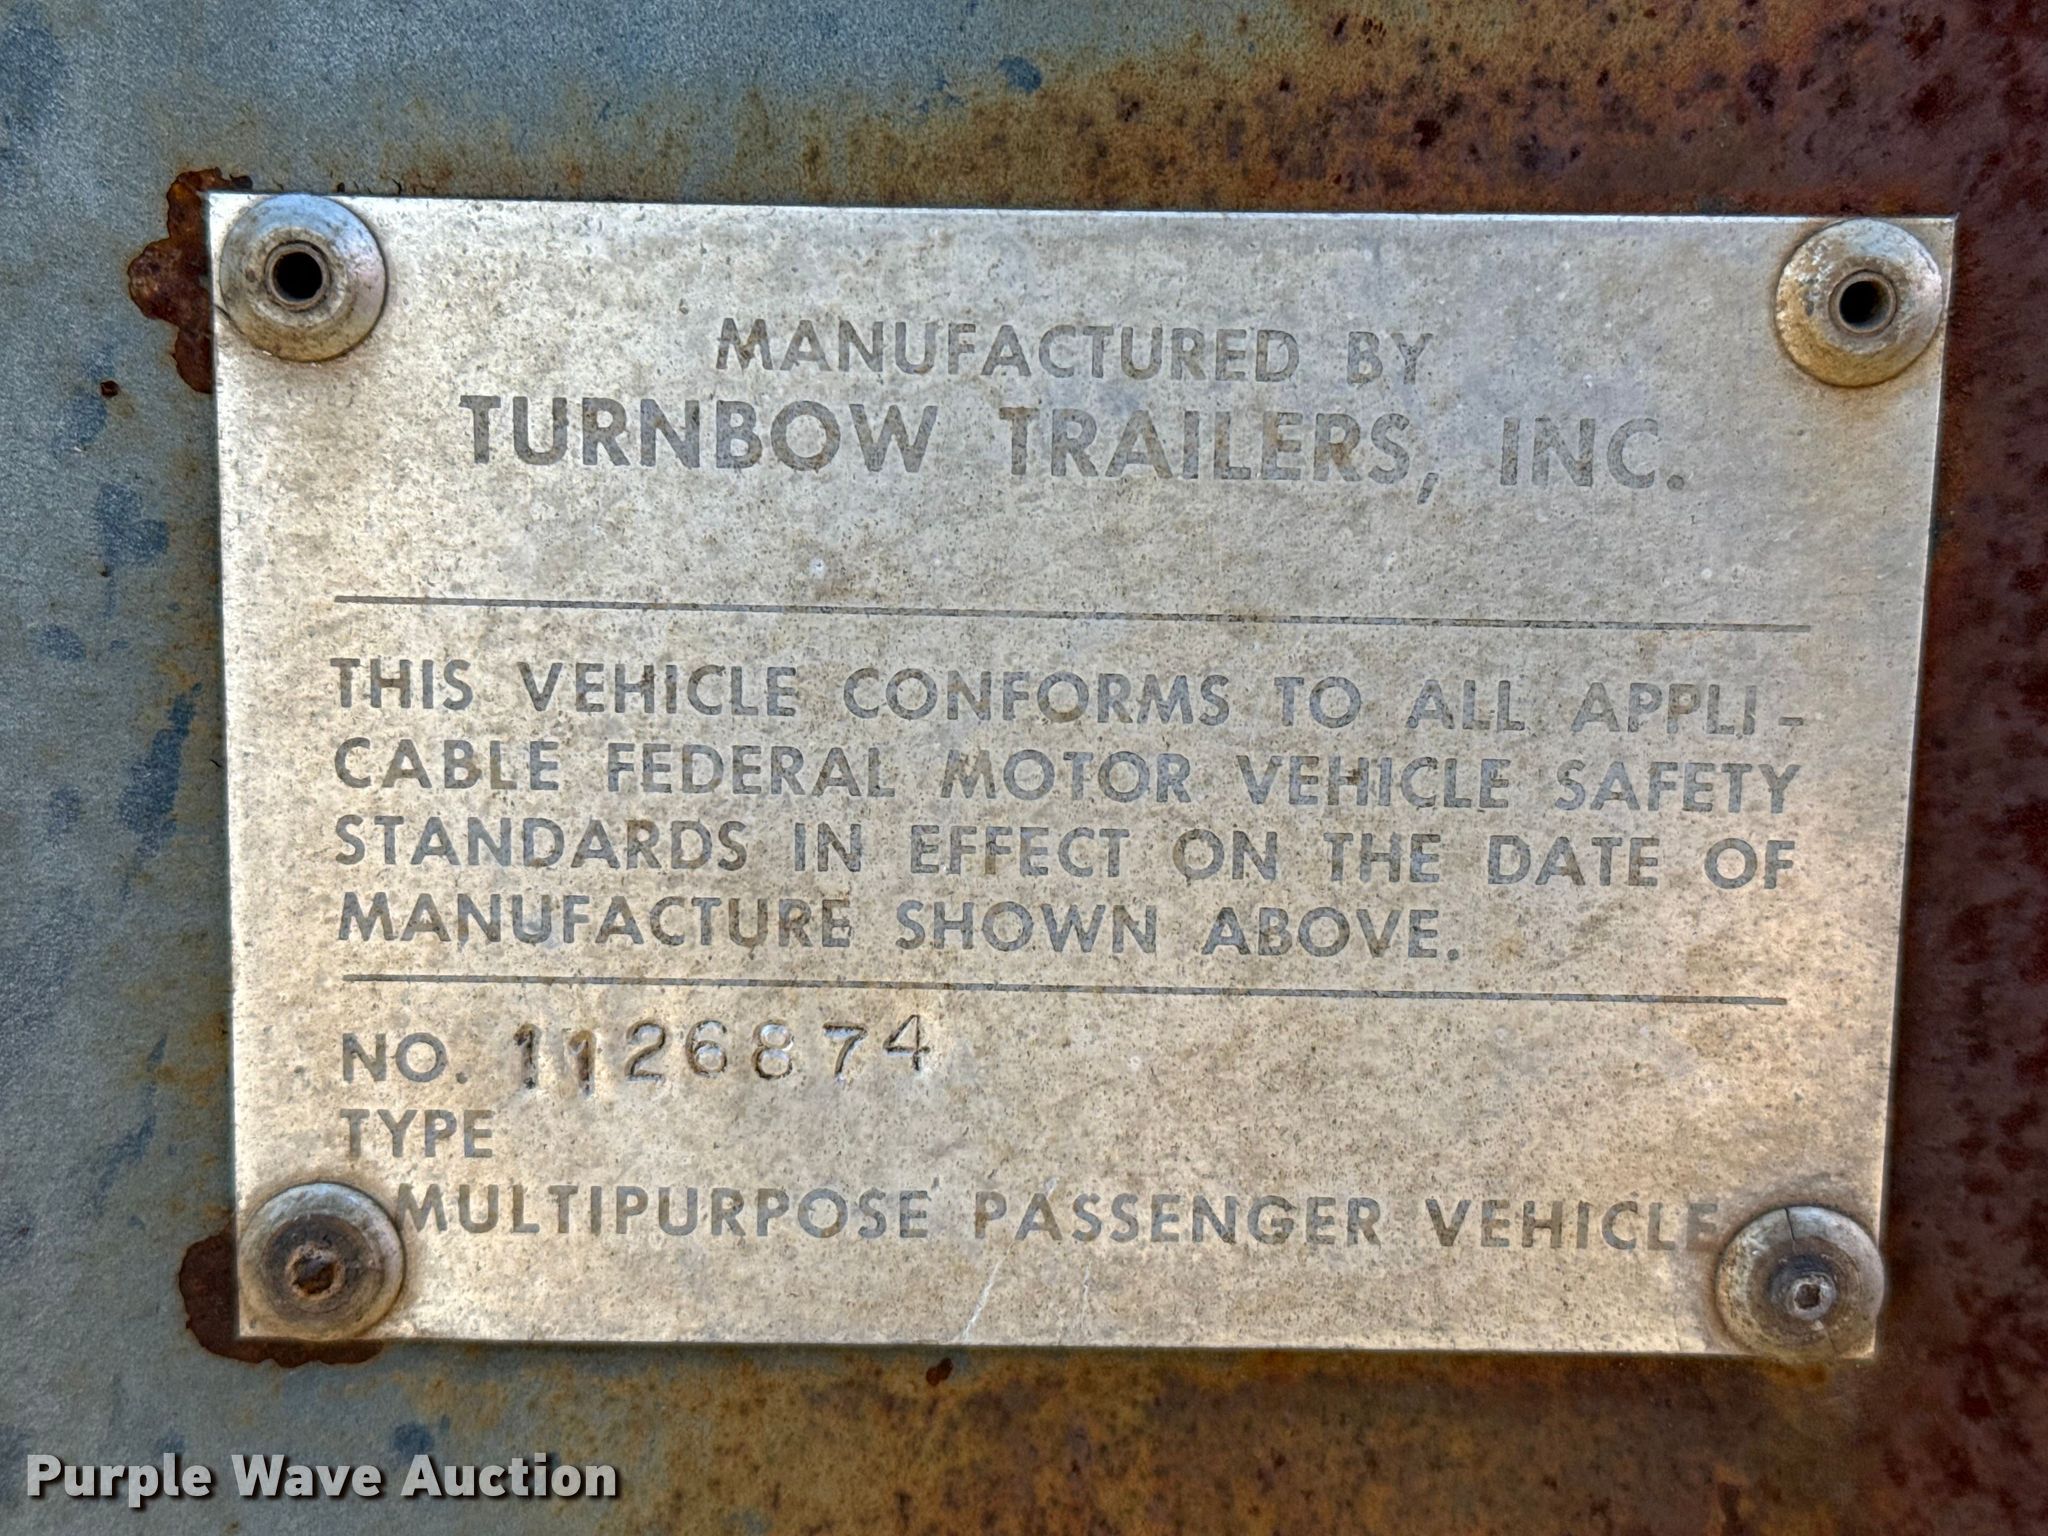 MANUFACTURED BY
TURNBOW TRAILERS, INC.
THIS VEHICLE CONFORMS TO ALL APPLI-
CABLE FEDERAL MOTOR VEHICLE SAFETY
STANDARDS IN EFFECT ON THE DATE OF
MANUFACTURE SHOWN ABOVE.
NO. 1126874
TYPE
MULTIPURPOSE PASSENGER VEHICLE
Purple Wave Auction